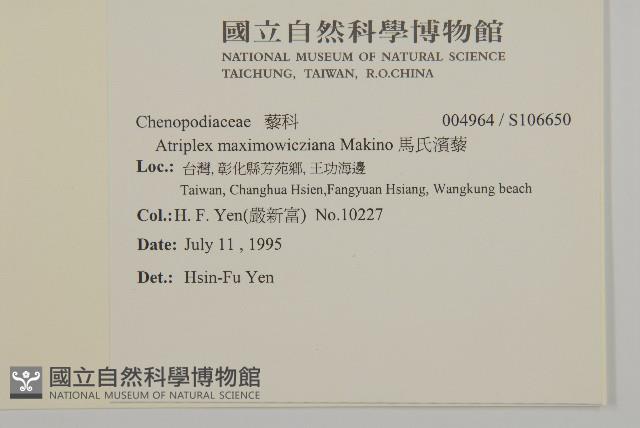 國立自然科學博物館
NATIONAL MUSEUM OF NATURAL SCIENCE
TAICHUNG, TAIWAN, R.O.CHINA
Chenopodiaceae 藜科 004964 / S106650
Atriplex maximowicziana Makino 馬氏濱藜
Loc.: 台灣, 彰化縣芳苑鄉, 王功海邊
Taiwan, Changhua Hsien,Fangyuan Hsiang, Wangkung beach
Col.: H. F. Yen(嚴新富) No.10227
Date: July 11 , 1995
Det.: Hsin-Fu Yen
國立自然科學博物館
NATIONAL MUSEUM OF NATURAL SCIENCE